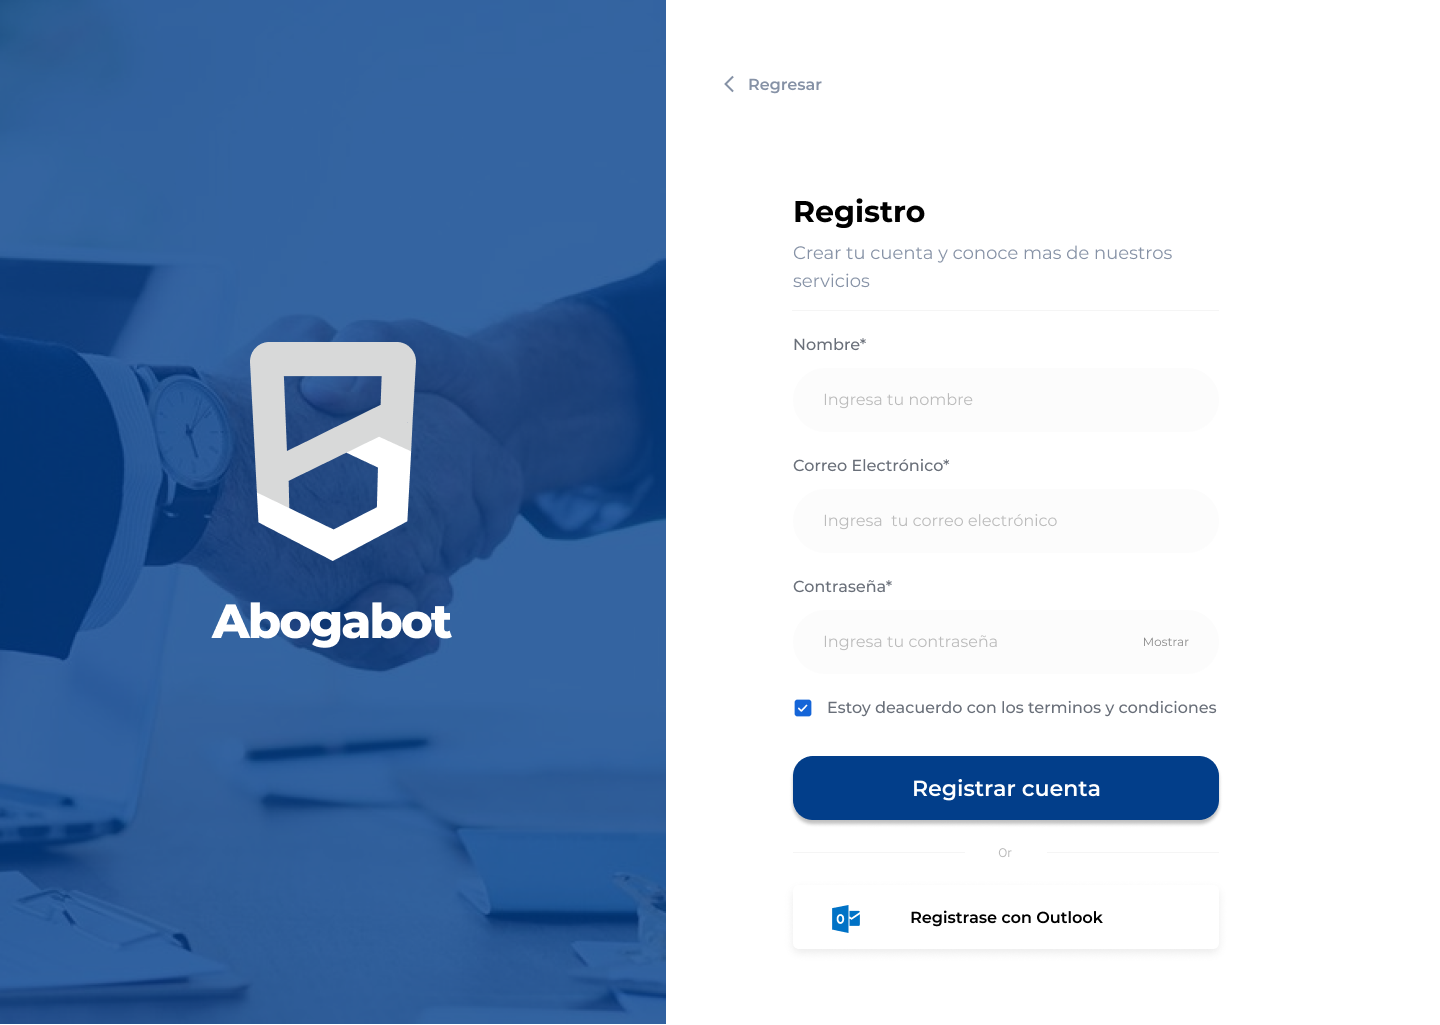 Abogabot
Regresar
Registro
Crear tu cuenta y conoce mas de nuestros
servicios
Nombre*
Ingresa tu nombre
Correo Electrónico*
Ingresa  tu correo electrónico
Contraseña*
Ingresa tu contraseña
Mostrar
Estoy deacuerdo con los terminos y condiciones
Registrar cuenta
Or
Registrase con Outlook